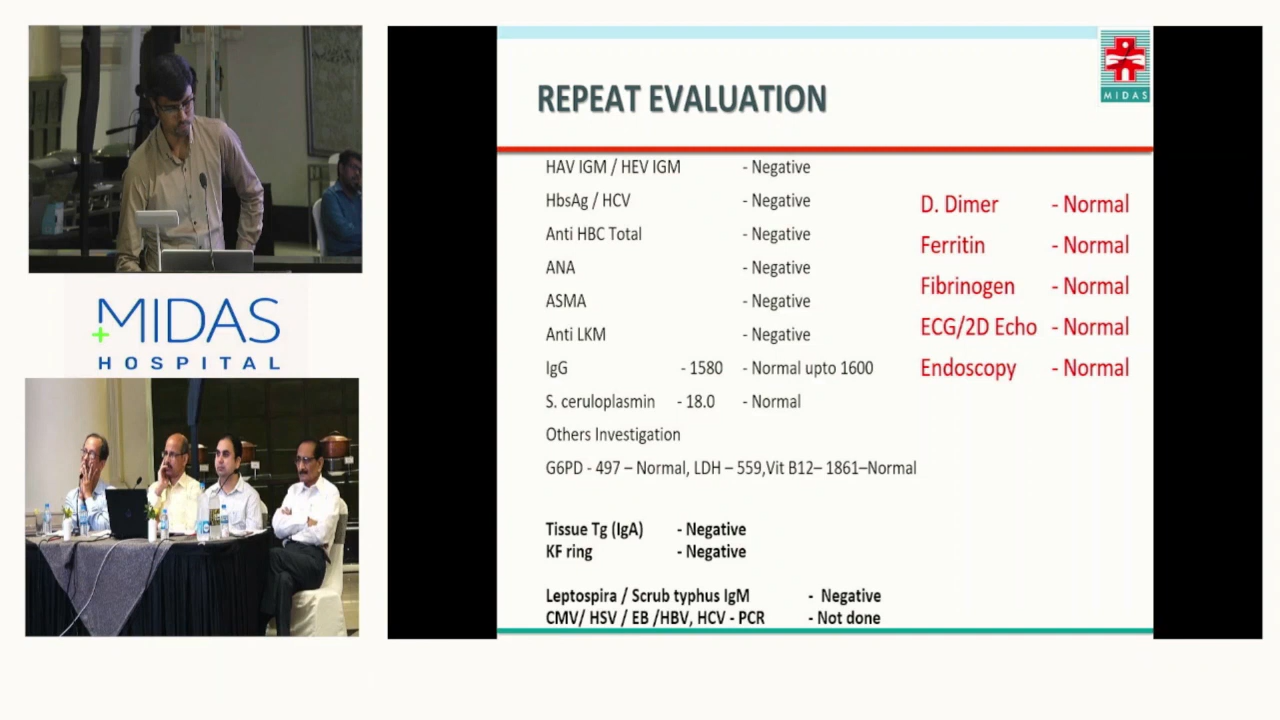 MIDAS
HOSPITAL
MIDAS
REPEAT EVALUATION
HAV IGM / HEV IGM - Negative
HbsAg / HCV - Negative
Anti HBC Total - Negative
ANA - Negative
ASMA - Negative
Anti LKM - Negative
IgG - 1580 - Normal upto 1600
S. ceruloplasmin - 18.0 - Normal
Others Investigation
G6PD - 497 – Normal, LDH – 559,Vit B12– 1861–Normal
Tissue Tg (IgA) - Negative
KF ring - Negative
Leptospira / Scrub typhus IgM - Negative
CMV/ HSV / EB /HBV, HCV - PCR - Not done
D. Dimer - Normal
Ferritin - Normal
Fibrinogen - Normal
ECG/2D Echo - Normal
Endoscopy - Normal